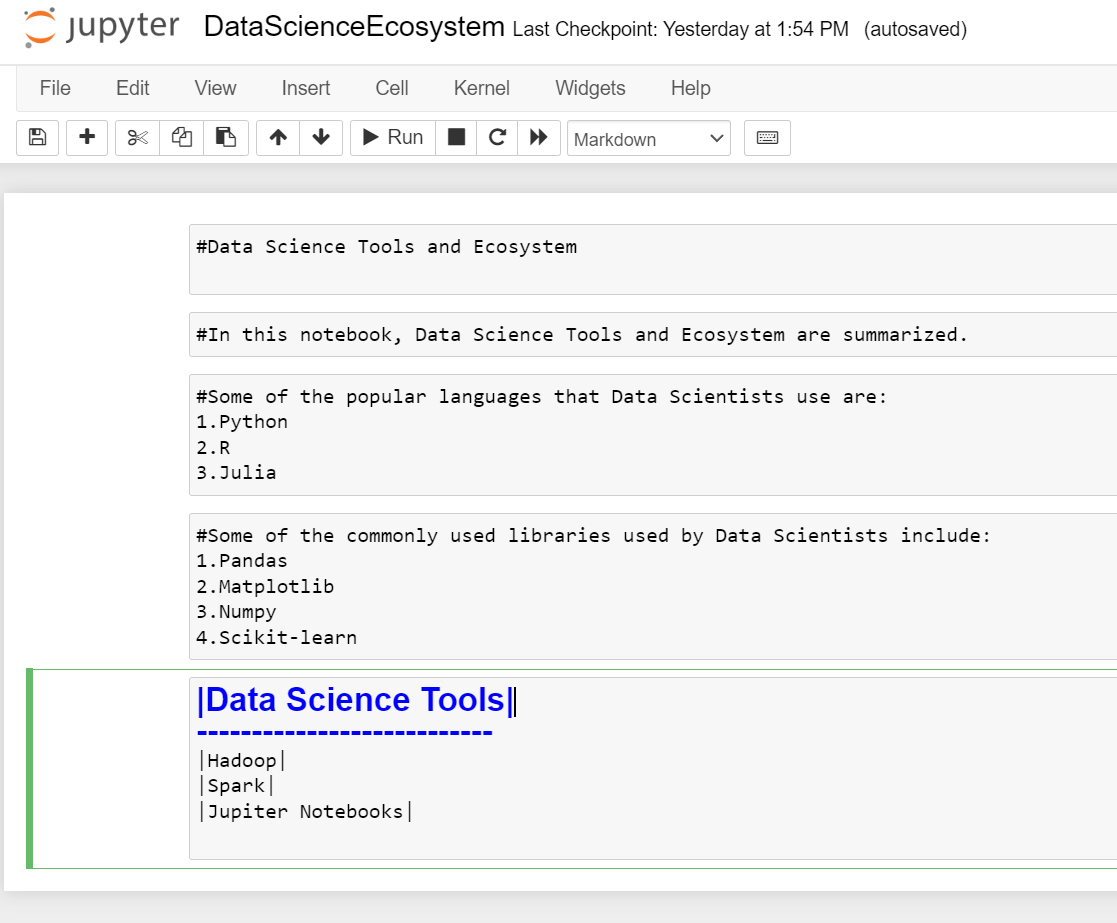 jupyter DataScienceEcosystem Last Checkpoint: Yesterday at 1:54 PM (autosaved)
File Edit View Insert Cell Kernel Widgets Help
Run Markdown
#Data Science Tools and Ecosystem
#In this notebook, Data Science Tools and Ecosystem are summarized.
#Some of the popular languages that Data Scientists use are:
1.Python
2.R
3.Julia
#Some of the commonly used libraries used by Data Scientists include:
1.Pandas
2.Matplotlib
3.Numpy
4.Scikit-learn
|Data Science Tools|
---------------------------
|Hadoop|
|Spark|
|Jupiter Notebooks|